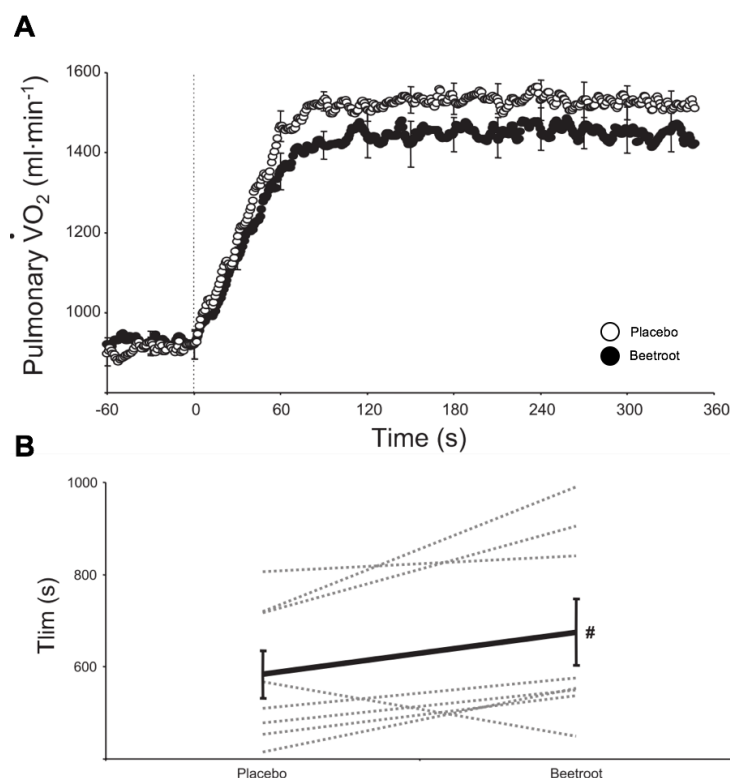 A
Pulmonary V̇O₂ (ml·min⁻¹)
1600
1400
1200
1000
Placebo
Beetroot
-60 0 60 120 180 240 300 360
Time (s)
B
Tlim (s)
1000
800
600
#
Placebo Beetroot